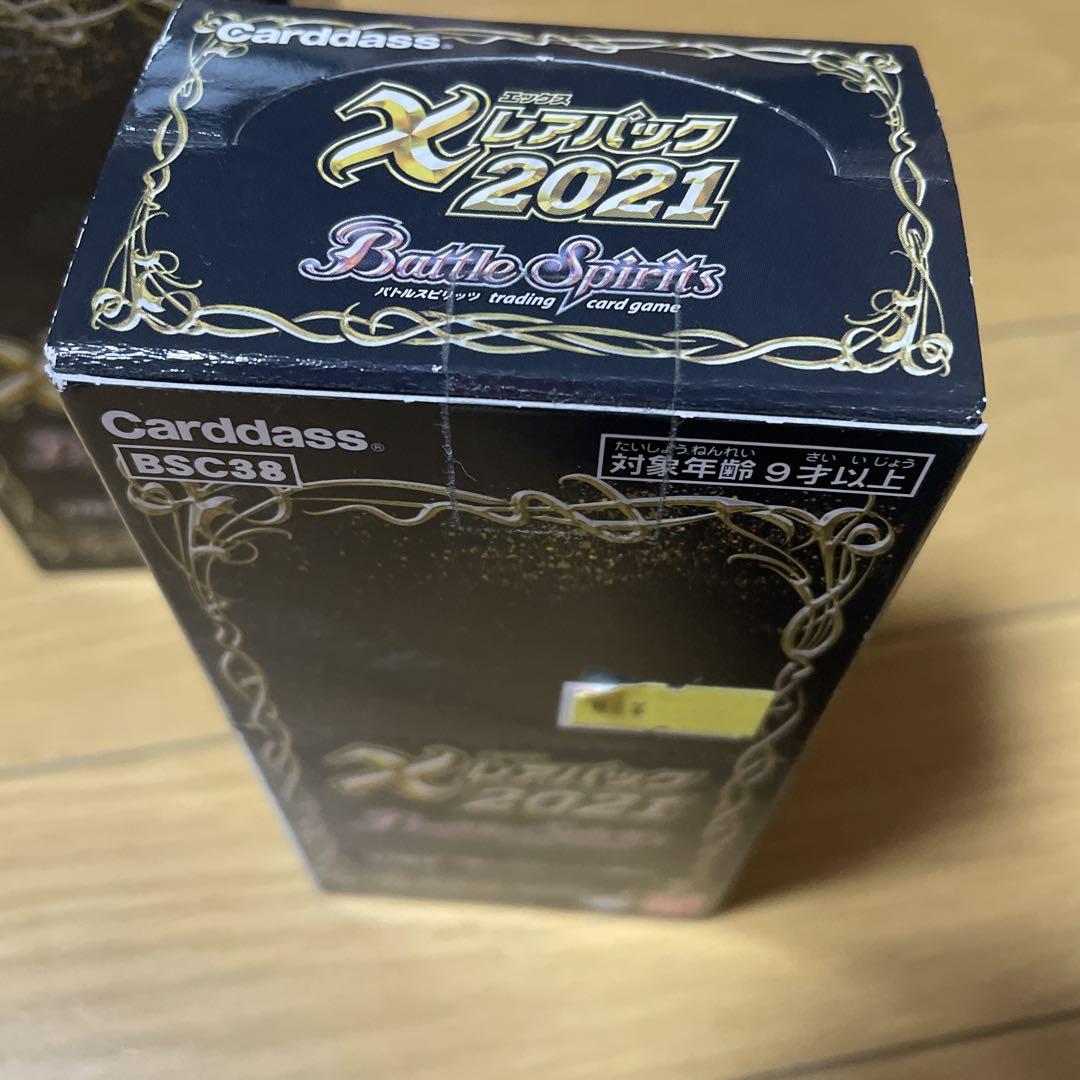 Carddass®
エックス
Xレアパック
2021
Battle Spirits
バトルスピリッツ trading card game
Carddass®
BSC38
たいしょうねんれい さい いじょう
対象年齢 9才以上
Xレアパック
2021
Battle Spirits